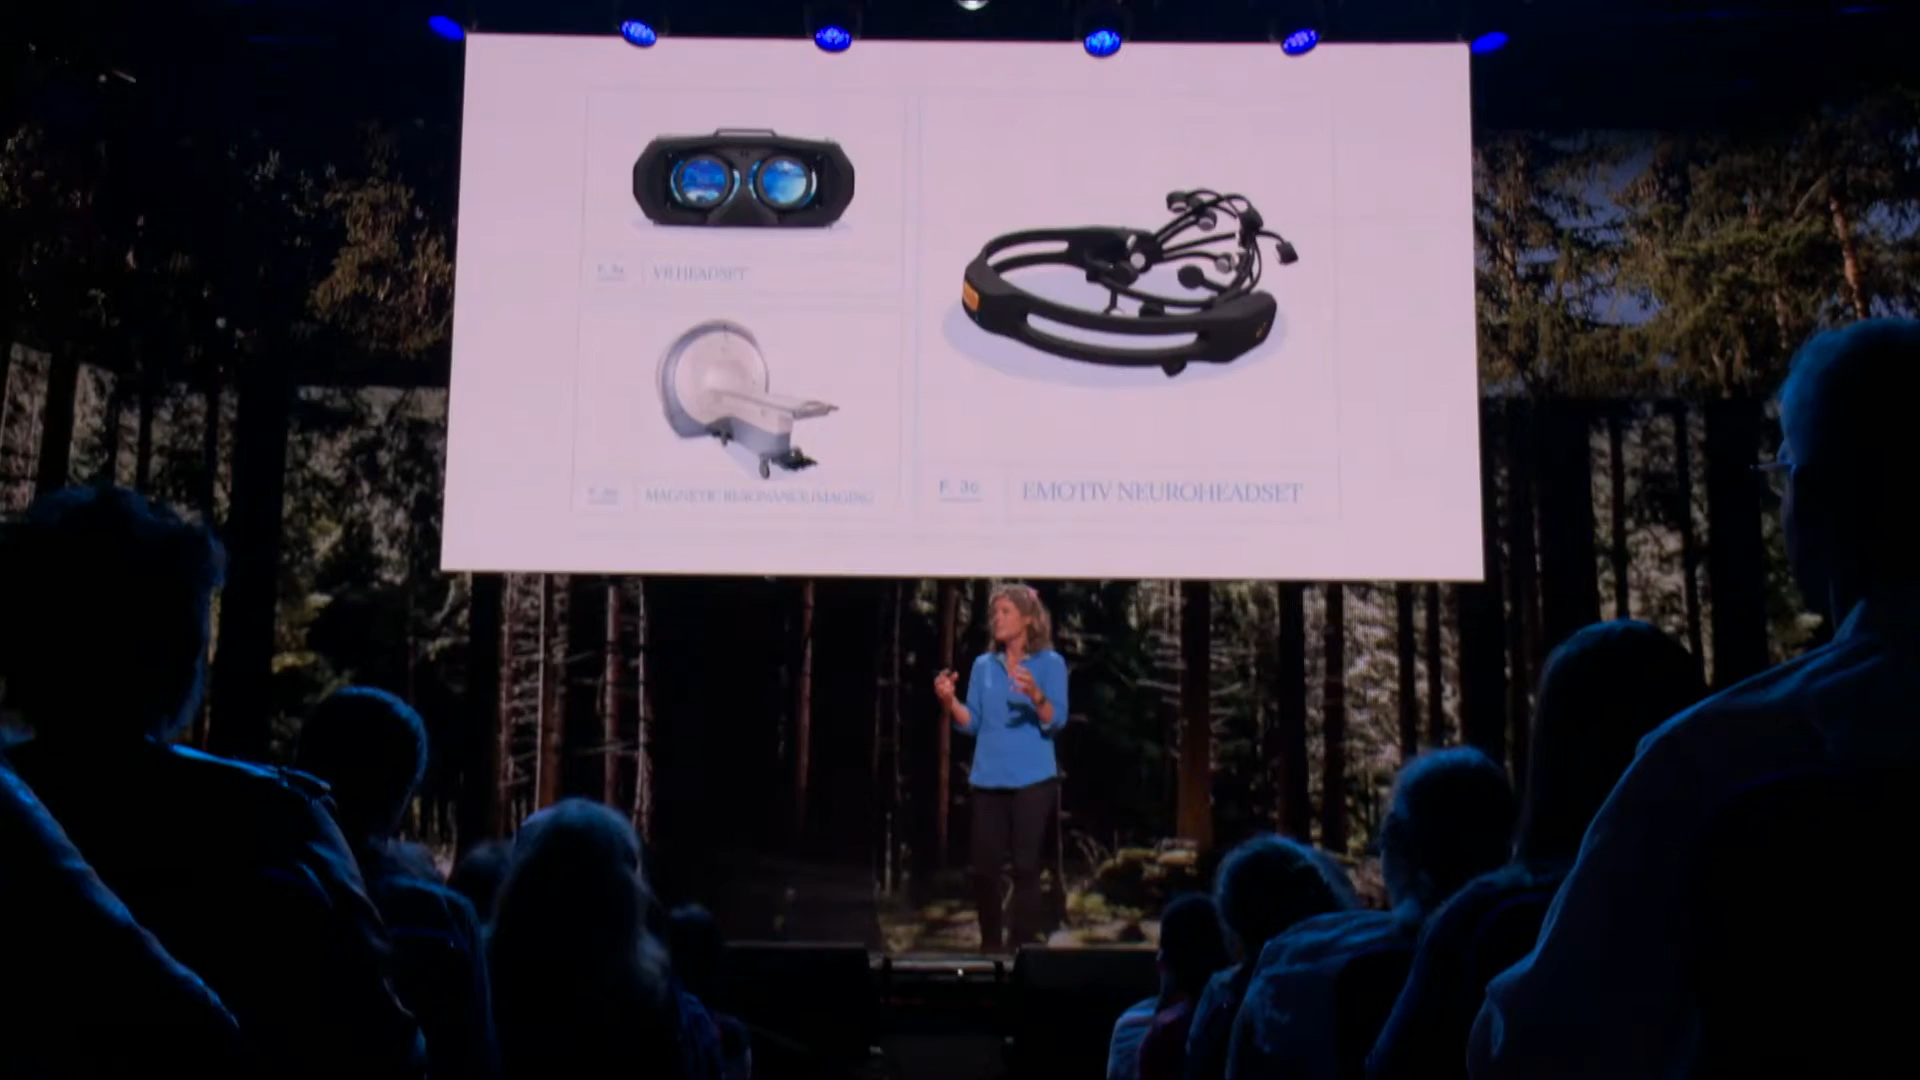 VR HEADSET
MAGNETIC RESONANCE IMAGING
F. 3c
EMOTIV NEUROHEADSET